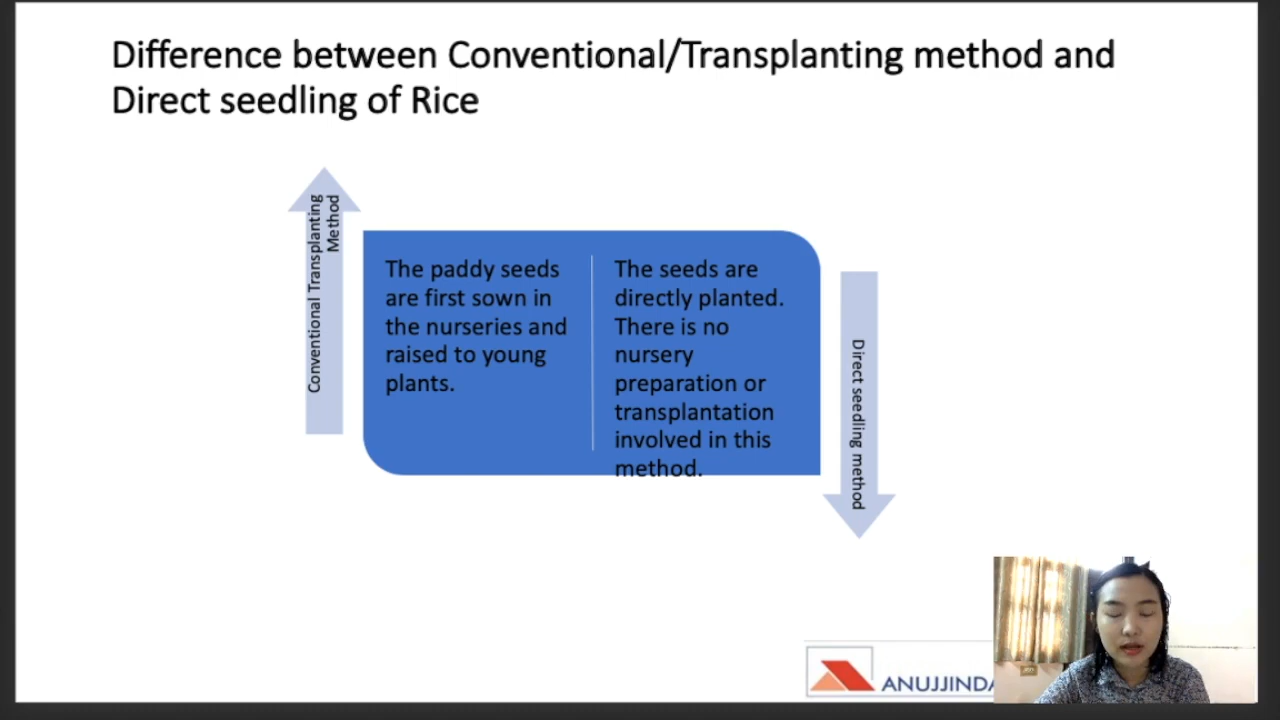 Difference between Conventional/Transplanting method and
Direct seedling of Rice
Conventional Transplanting
Method
The paddy seeds
are first sown in
the nurseries and
raised to young
plants.
The seeds are
directly planted.
There is no
nursery
preparation or
transplantation
involved in this
method.
Direct seedling method
ANUJJINDA